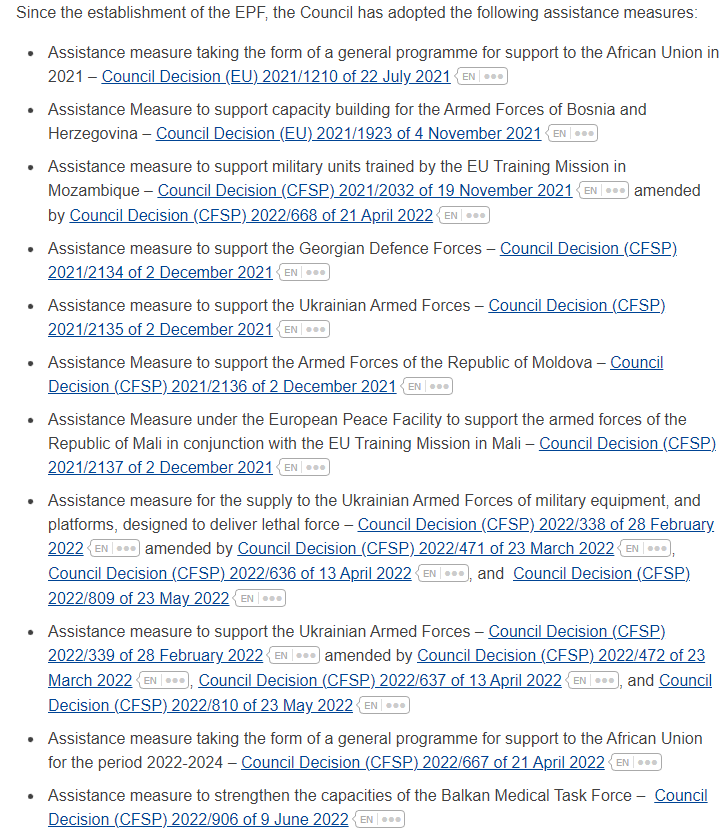 Since the establishment of the EPF, the Council has adopted the following assistance measures:
• Assistance measure taking the form of a general programme for support to the African Union in
2021 – Council Decision (EU) 2021/1210 of 22 July 2021 EN •••
• Assistance Measure to support capacity building for the Armed Forces of Bosnia and
Herzegovina – Council Decision (EU) 2021/1923 of 4 November 2021 EN •••
• Assistance measure to support military units trained by the EU Training Mission in
Mozambique – Council Decision (CFSP) 2021/2032 of 19 November 2021 EN ••• amended
by Council Decision (CFSP) 2022/668 of 21 April 2022 EN •••
• Assistance measure to support the Georgian Defence Forces – Council Decision (CFSP)
2021/2134 of 2 December 2021 EN •••
• Assistance measure to support the Ukrainian Armed Forces – Council Decision (CFSP)
2021/2135 of 2 December 2021 EN •••
• Assistance Measure to support the Armed Forces of the Republic of Moldova – Council
Decision (CFSP) 2021/2136 of 2 December 2021 EN •••
• Assistance Measure under the European Peace Facility to support the armed forces of the
Republic of Mali in conjunction with the EU Training Mission in Mali – Council Decision (CFSP)
2021/2137 of 2 December 2021 EN •••
• Assistance measure for the supply to the Ukrainian Armed Forces of military equipment, and
platforms, designed to deliver lethal force – Council Decision (CFSP) 2022/338 of 28 February
2022 EN ••• amended by Council Decision (CFSP) 2022/471 of 23 March 2022 EN •••,
Council Decision (CFSP) 2022/636 of 13 April 2022 EN •••, and Council Decision (CFSP)
2022/809 of 23 May 2022 EN •••
• Assistance measure to support the Ukrainian Armed Forces – Council Decision (CFSP)
2022/339 of 28 February 2022 EN ••• amended by Council Decision (CFSP) 2022/472 of 23
March 2022 EN •••, Council Decision (CFSP) 2022/637 of 13 April 2022 EN •••, and Council
Decision (CFSP) 2022/810 of 23 May 2022 EN •••
• Assistance measure taking the form of a general programme for support to the African Union
for the period 2022-2024 – Council Decision (CFSP) 2022/667 of 21 April 2022 EN •••
• Assistance measure to strengthen the capacities of the Balkan Medical Task Force – Council
Decision (CFSP) 2022/906 of 9 June 2022 EN •••